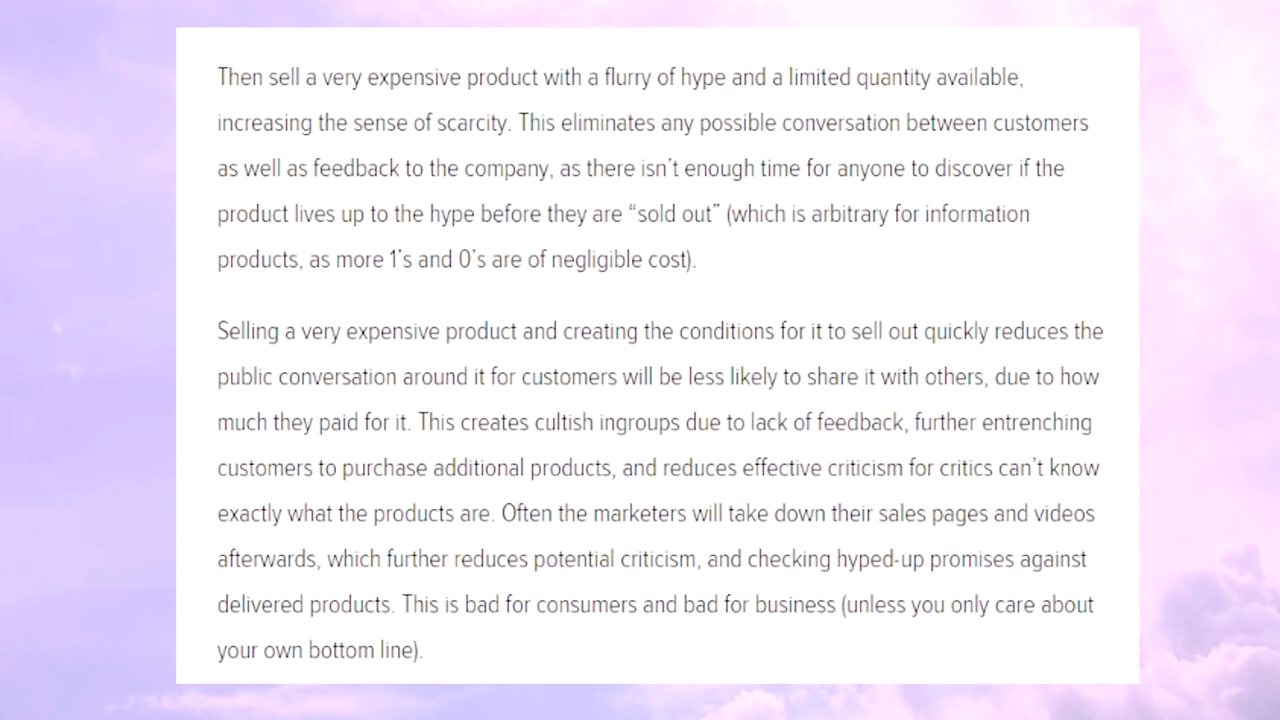 Then sell a very expensive product with a flurry of hype and a limited quantity available,
increasing the sense of scarcity. This eliminates any possible conversation between customers
as well as feedback to the company, as there isn’t enough time for anyone to discover if the
product lives up to the hype before they are “sold out” (which is arbitrary for information
products, as more 1’s and 0’s are of negligible cost).
Selling a very expensive product and creating the conditions for it to sell out quickly reduces the
public conversation around it for customers will be less likely to share it with others, due to how
much they paid for it. This creates cultish ingroups due to lack of feedback, further entrenching
customers to purchase additional products, and reduces effective criticism for critics can’t know
exactly what the products are. Often the marketers will take down their sales pages and videos
afterwards, which further reduces potential criticism, and checking hyped-up promises against
delivered products. This is bad for consumers and bad for business (unless you only care about
your own bottom line).